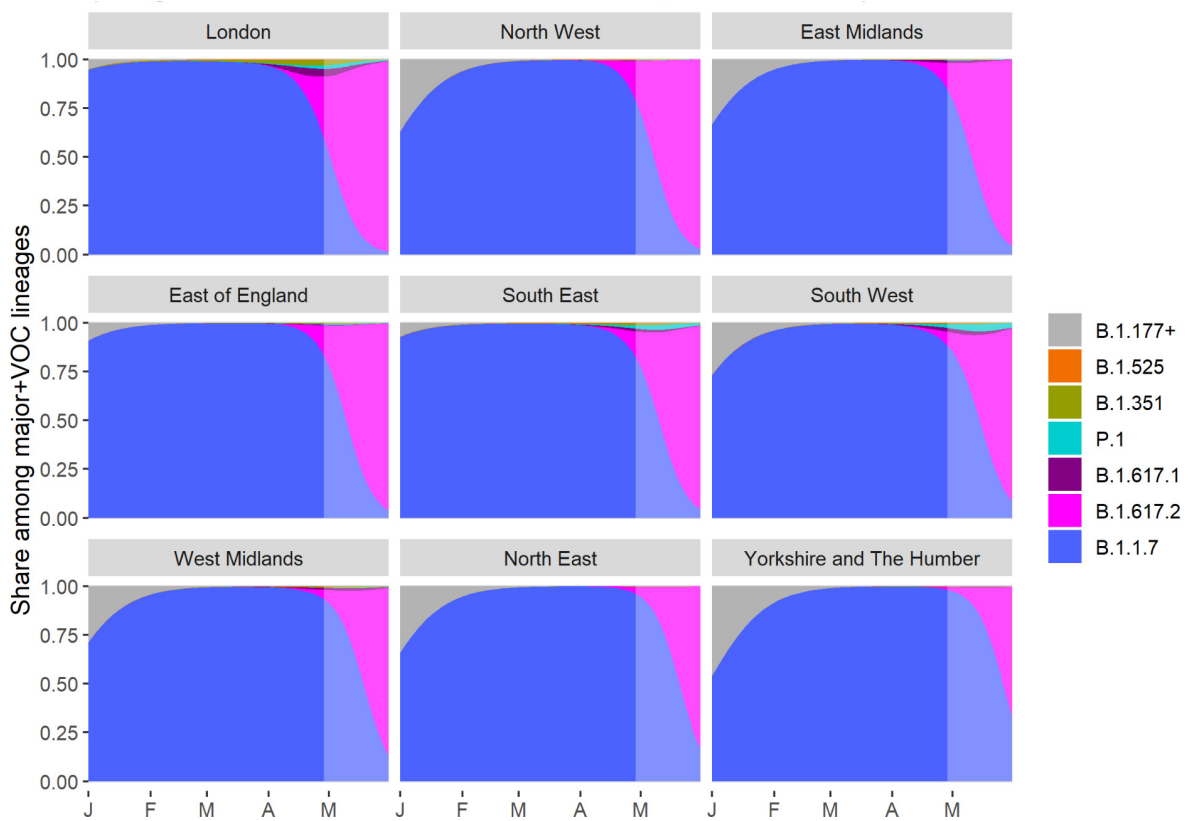 London
North West
East Midlands
1.00
0.75
0.50
0.25
0.00
East of England
South East
South West
1.00
0.75
0.50
0.25
0.00
West Midlands
North East
Yorkshire and The Humber
1.00
0.75
0.50
0.25
0.00
J F M A M
J F M A M
J F M A M
Share among major+VOC lineages
B.1.177+
B.1.525
B.1.351
P.1
B.1.617.1
B.1.617.2
B.1.1.7